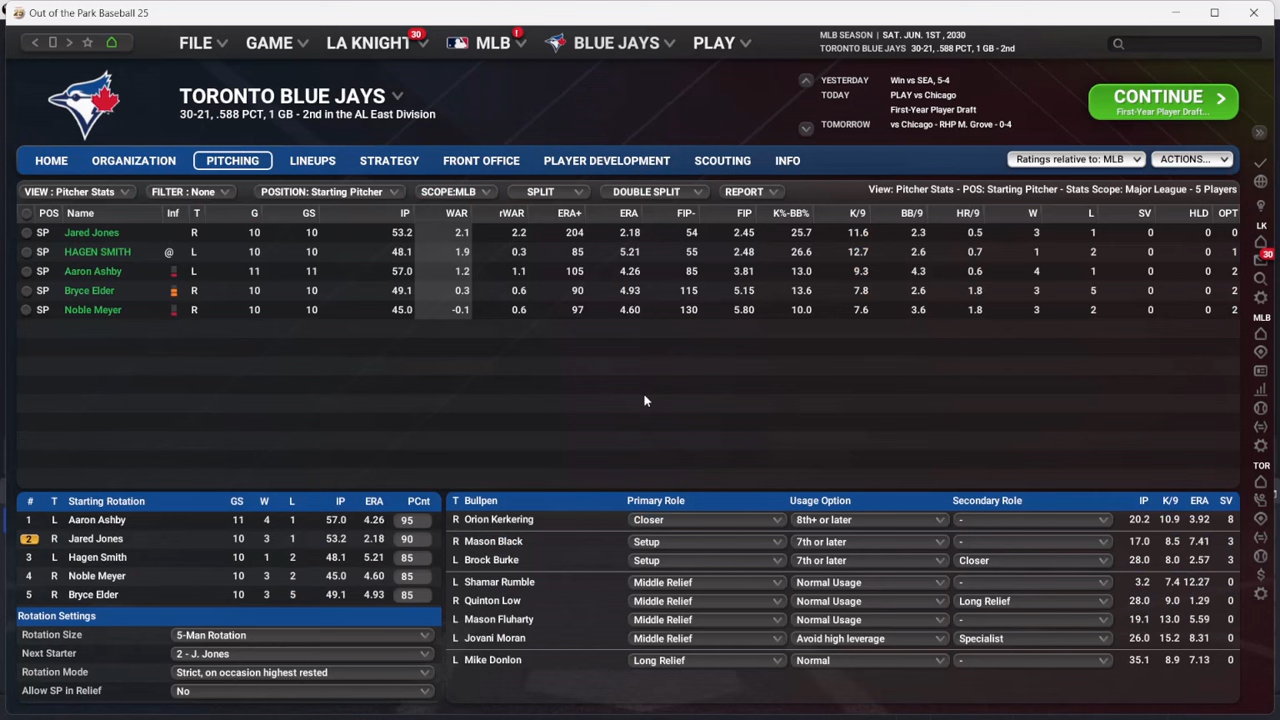 Out of the Park Baseball 25
FILE GAME LA KNIGHT 30 MLB ! BLUE JAYS PLAY
MLB SEASON | SAT. JUN. 1ST, 2030
TORONTO BLUE JAYS 30-21, .588 PCT, 1 GB - 2nd
TORONTO BLUE JAYS
30-21, .588 PCT, 1 GB - 2nd in the AL East Division
YESTERDAY Win vs SEA, 5-4
TODAY PLAY vs Chicago
First-Year Player Draft
TOMORROW vs Chicago - RHP M. Grove - 0-4
CONTINUE
First-Year Player Draft...
HOME ORGANIZATION PITCHING LINEUPS STRATEGY FRONT OFFICE PLAYER DEVELOPMENT SCOUTING INFO Ratings relative to: MLB ACTIONS...
VIEW : Pitcher Stats FILTER : None POSITION: Starting Pitcher SCOPE:MLB SPLIT DOUBLE SPLIT REPORT View: Pitcher Stats - POS: Starting Pitcher - Stats Scope: Major League - 5 Players
POS Name Inf T G GS IP WAR rWAR ERA+ ERA FIP- FIP K%-BB% K/9 BB/9 HR/9 W L SV HLD OPT
SP Jared Jones R 10 10 53.2 2.1 2.2 204 2.18 54 2.45 25.7 11.6 2.3 0.5 3 1 0 0 0
SP HAGEN SMITH @ L 10 10 48.1 1.9 0.3 85 5.21 55 2.48 26.6 12.7 2.6 0.7 1 2 0 0 1
SP Aaron Ashby L 11 11 57.0 1.2 1.1 105 4.26 85 3.81 13.0 9.3 4.3 0.6 4 1 0 0 2
SP Bryce Elder R 10 10 49.1 0.3 0.6 90 4.93 115 5.15 13.6 7.8 2.6 1.8 3 5 0 0 2
SP Noble Meyer R 10 10 45.0 -0.1 0.6 97 4.60 130 5.80 10.0 7.6 3.6 1.8 3 2 0 0 2
LK
30
MLB
TOR
# T Starting Rotation GS W L IP ERA PCnt
1 L Aaron Ashby 11 4 1 57.0 4.26 95
2 R Jared Jones 10 3 1 53.2 2.18 90
3 L Hagen Smith 10 1 2 48.1 5.21 85
4 R Noble Meyer 10 3 2 45.0 4.60 85
5 R Bryce Elder 10 3 5 49.1 4.93 85
Rotation Settings
Rotation Size 5-Man Rotation
Next Starter 2 - J. Jones
Rotation Mode Strict, on occasion highest rested
Allow SP in Relief No
T Bullpen Primary Role Usage Option Secondary Role IP K/9 ERA SV
R Orion Kerkering Closer 8th+ or later - 20.2 10.9 3.92 8
R Mason Black Setup 7th or later - 17.0 8.5 7.41 3
L Brock Burke Setup 7th or later Closer 28.0 8.0 2.57 3
L Shamar Rumble Middle Relief Normal Usage - 3.2 7.4 12.27 0
R Quinton Low Middle Relief Normal Usage Long Relief 28.0 9.0 1.29 0
L Mason Fluharty Middle Relief Normal Usage - 19.1 13.0 5.59 0
L Jovani Moran Middle Relief Avoid high leverage Specialist 26.0 15.2 8.31 0
L Mike Donlon Long Relief Normal - 35.1 8.9 7.13 0